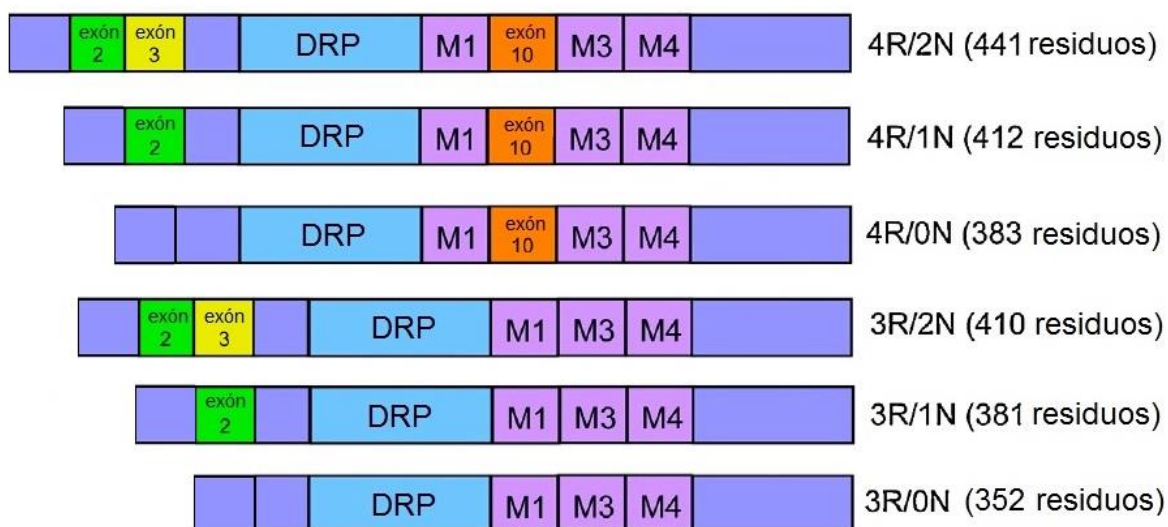 exón 2 exón 3 DRP M1 exón 10 M3 M4 4R/2N (441 residuos)
exón 2 DRP M1 exón 10 M3 M4 4R/1N (412 residuos)
DRP M1 exón 10 M3 M4 4R/0N (383 residuos)
exón 2 exón 3 DRP M1 M3 M4 3R/2N (410 residuos)
exón 2 DRP M1 M3 M4 3R/1N (381 residuos)
DRP M1 M3 M4 3R/0N (352 residuos)